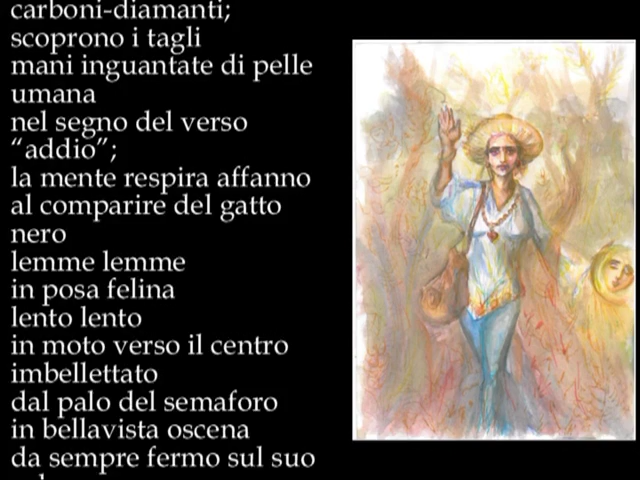 carboni-diamanti;
scoprono i tagli
mani inguantate di pelle
umana
nel segno del verso
“addio”;
la mente respira affanno
al comparire del gatto
nero
lemme lemme
in posa felina
lento lento
in moto verso il centro
imbellettato
dal palo del semaforo
in bellavista oscena
da sempre fermo sul suo